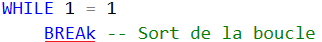 WHILE 1 = 1
BREAk -- Sort de la boucle